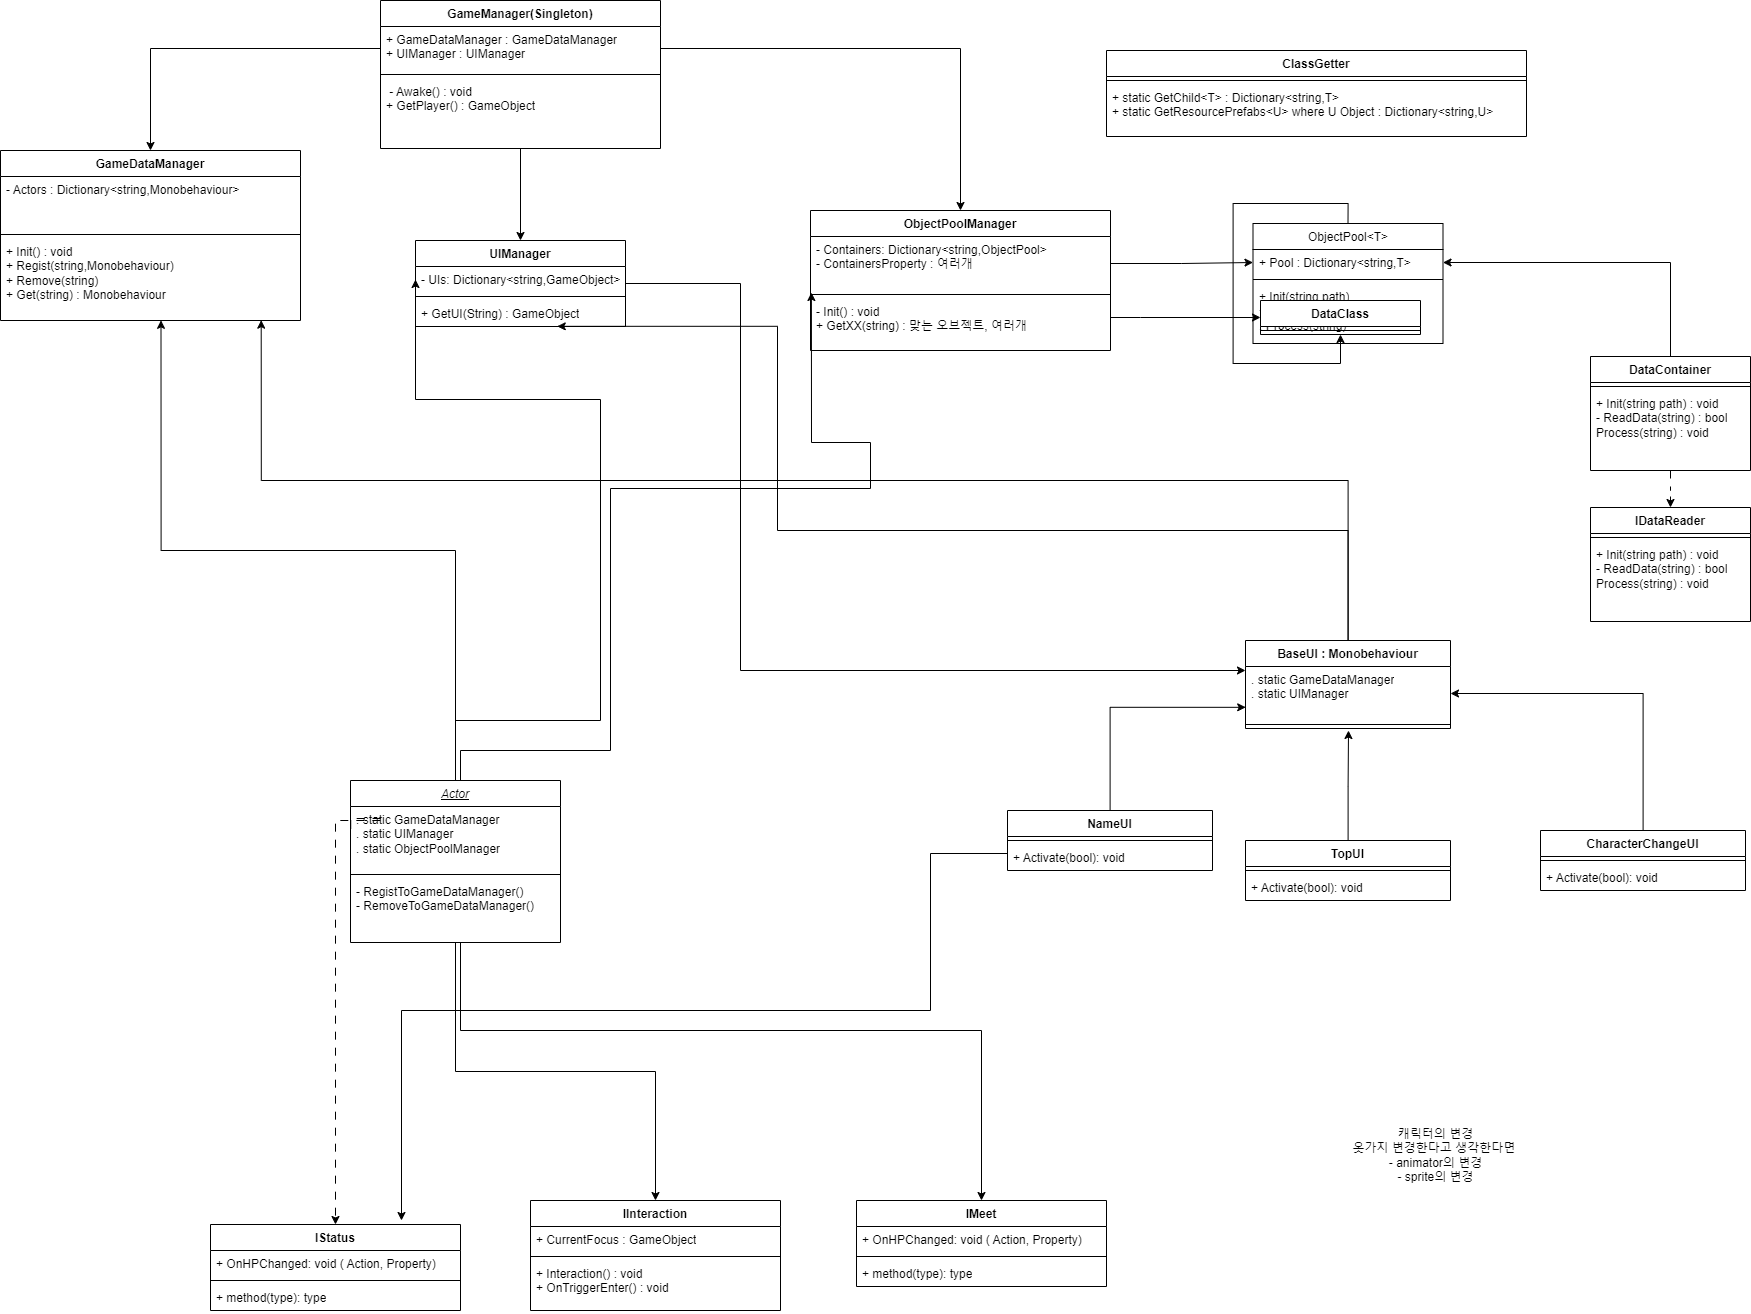 GameManager(Singleton)
+ GameDataManager : GameDataManager
+ UIManager : UIManager
- Awake() : void
+ GetPlayer() : GameObject
ClassGetter
+ static GetChild<T> : Dictionary<string,T>
+ static GetResourcePrefabs<U> where U Object : Dictionary<string,U>
GameDataManager
- Actors : Dictionary<string,Monobehaviour>
+ Init() : void
+ Regist(string,Monobehaviour)
+ Remove(string)
+ Get(string) : Monobehaviour
UIManager
- UIs: Dictionary<string,GameObject>
+ GetUI(String) : GameObject
ObjectPoolManager
- Containers: Dictionary<string,ObjectPool>
- ContainersProperty : 여러개
- Init() : void
+ GetXX(string) : 맞는 오브젝트, 여러개
ObjectPool<T>
+ Pool : Dictionary<string,T>
+ Init(string path)
DataClass
Process(string)
DataContainer
+ Init(string path) : void
- ReadData(string) : bool
Process(string) : void
IDataReader
+ Init(string path) : void
- ReadData(string) : bool
Process(string) : void
BaseUI : Monobehaviour
. static GameDataManager
. static UIManager
Actor
. static GameDataManager
. static UIManager
. static ObjectPoolManager
- RegistToGameDataManager()
- RemoveToGameDataManager()
NameUI
+ Activate(bool): void
TopUI
+ Activate(bool): void
CharacterChangeUI
+ Activate(bool): void
캐릭터의 변경
옷가지 변경한다고 생각한다면
- animator의 변경
- sprite의 변경
IStatus
+ OnHPChanged: void ( Action, Property)
+ method(type): type
IInteraction
+ CurrentFocus : GameObject
+ Interaction() : void
+ OnTriggerEnter() : void
IMeet
+ OnHPChanged: void ( Action, Property)
+ method(type): type